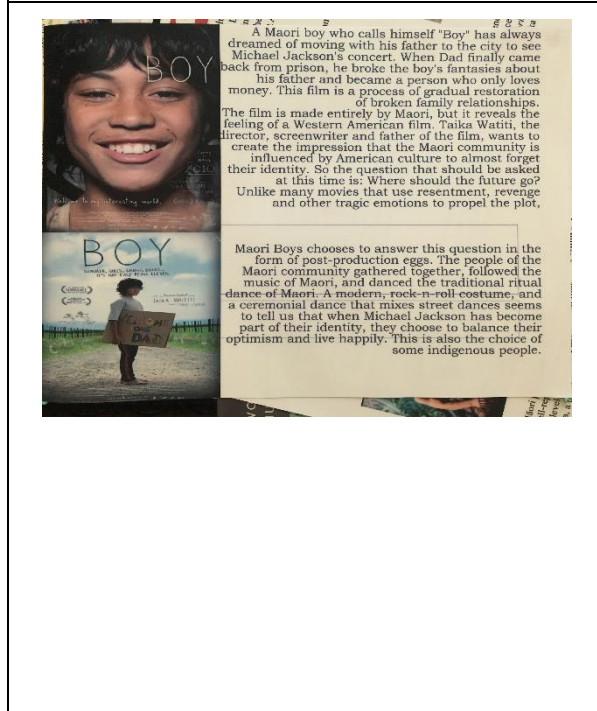 BOY
Welcome to my interesting world.
BOY
A Maori boy who calls himself "Boy" has always
dreamed of moving with his father to the city to see
Michael Jackson's concert. When Dad finally came
back from prison, he broke the boy's fantasies about
his father and became a person who only loves
money. This film is a process of gradual restoration
of broken family relationships.
The film is made entirely by Maori, but it reveals the
feeling of a Western American film. Taika Watiti, the
director, screenwriter and father of the film, wants to
create the impression that the Maori community is
influenced by American culture to almost forget
their identity. So the question that should be asked
at this time is: Where should the future go?
Unlike many movies that use resentment, revenge
and other tragic emotions to propel the plot,
Maori Boys chooses to answer this question in the
form of post-production eggs. The people of the
Maori community gathered together, followed the
music of Maori, and danced the traditional ritual
dance of Maori. A modern, rock-n-roll costume, and
a ceremonial dance that mixes street dances seems
to tell us that when Michael Jackson has become
part of their identity, they choose to balance their
optimism and live happily. This is also the choice of
some indigenous people.